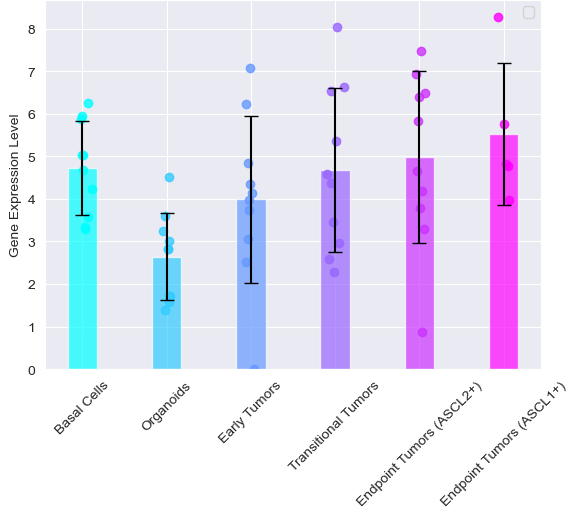 Gene Expression Level
8
7
6
5
4
3
2
1
0
Basal Cells
Organoids
Early Tumors
Transitional Tumors
Endpoint Tumors (ASCL2+)
Endpoint Tumors (ASCL1+)